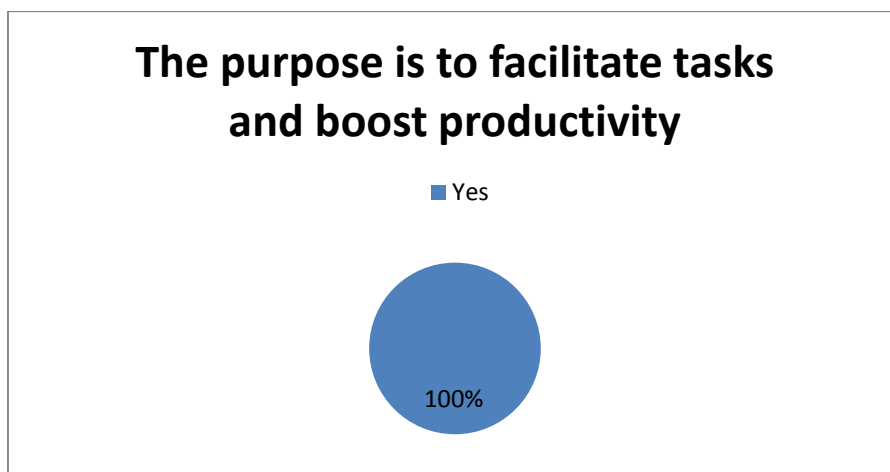 The purpose is to facilitate tasks
and boost productivity
Yes
100%